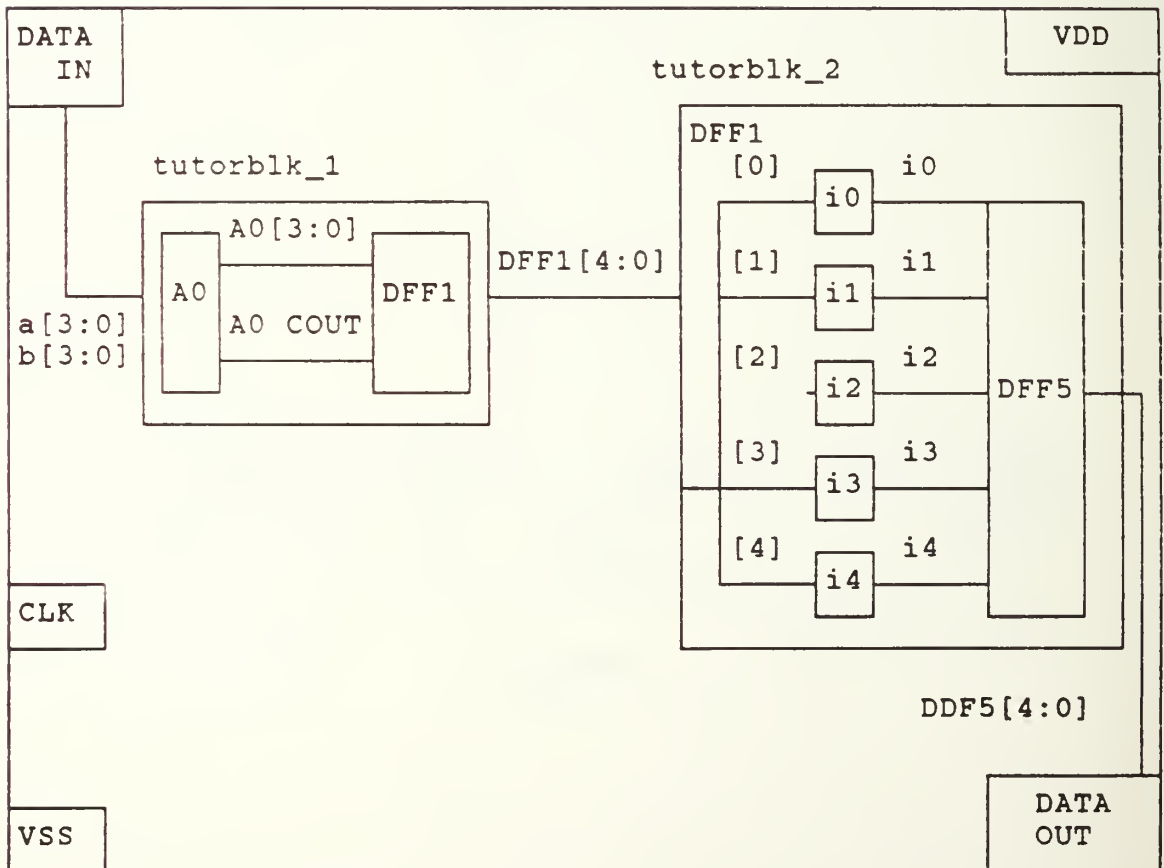 DATA
IN
VDD
tutorblk_2
tutorblk_1
DFF1
[0]
i0
i0
A0[3:0]
DFF1[4:0]
[1]
i1
i1
A0
DFF1
a[3:0]
A0 COUT
b[3:0]
[2]
i2
i2
DFF5
[3]
i3
i3
[4]
i4
i4
CLK
DDF5[4:0]
DATA
OUT
VSS